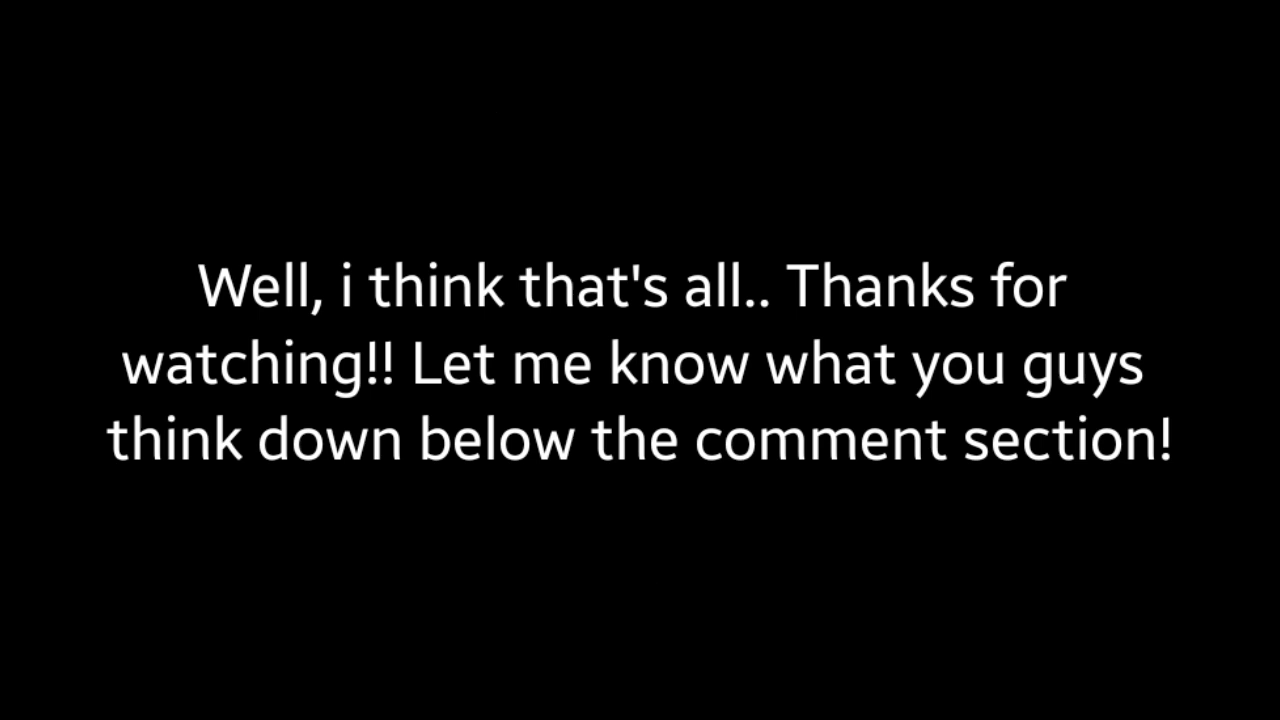 Well, i think that's all.. Thanks for
watching!! Let me know what you guys
think down below the comment section!